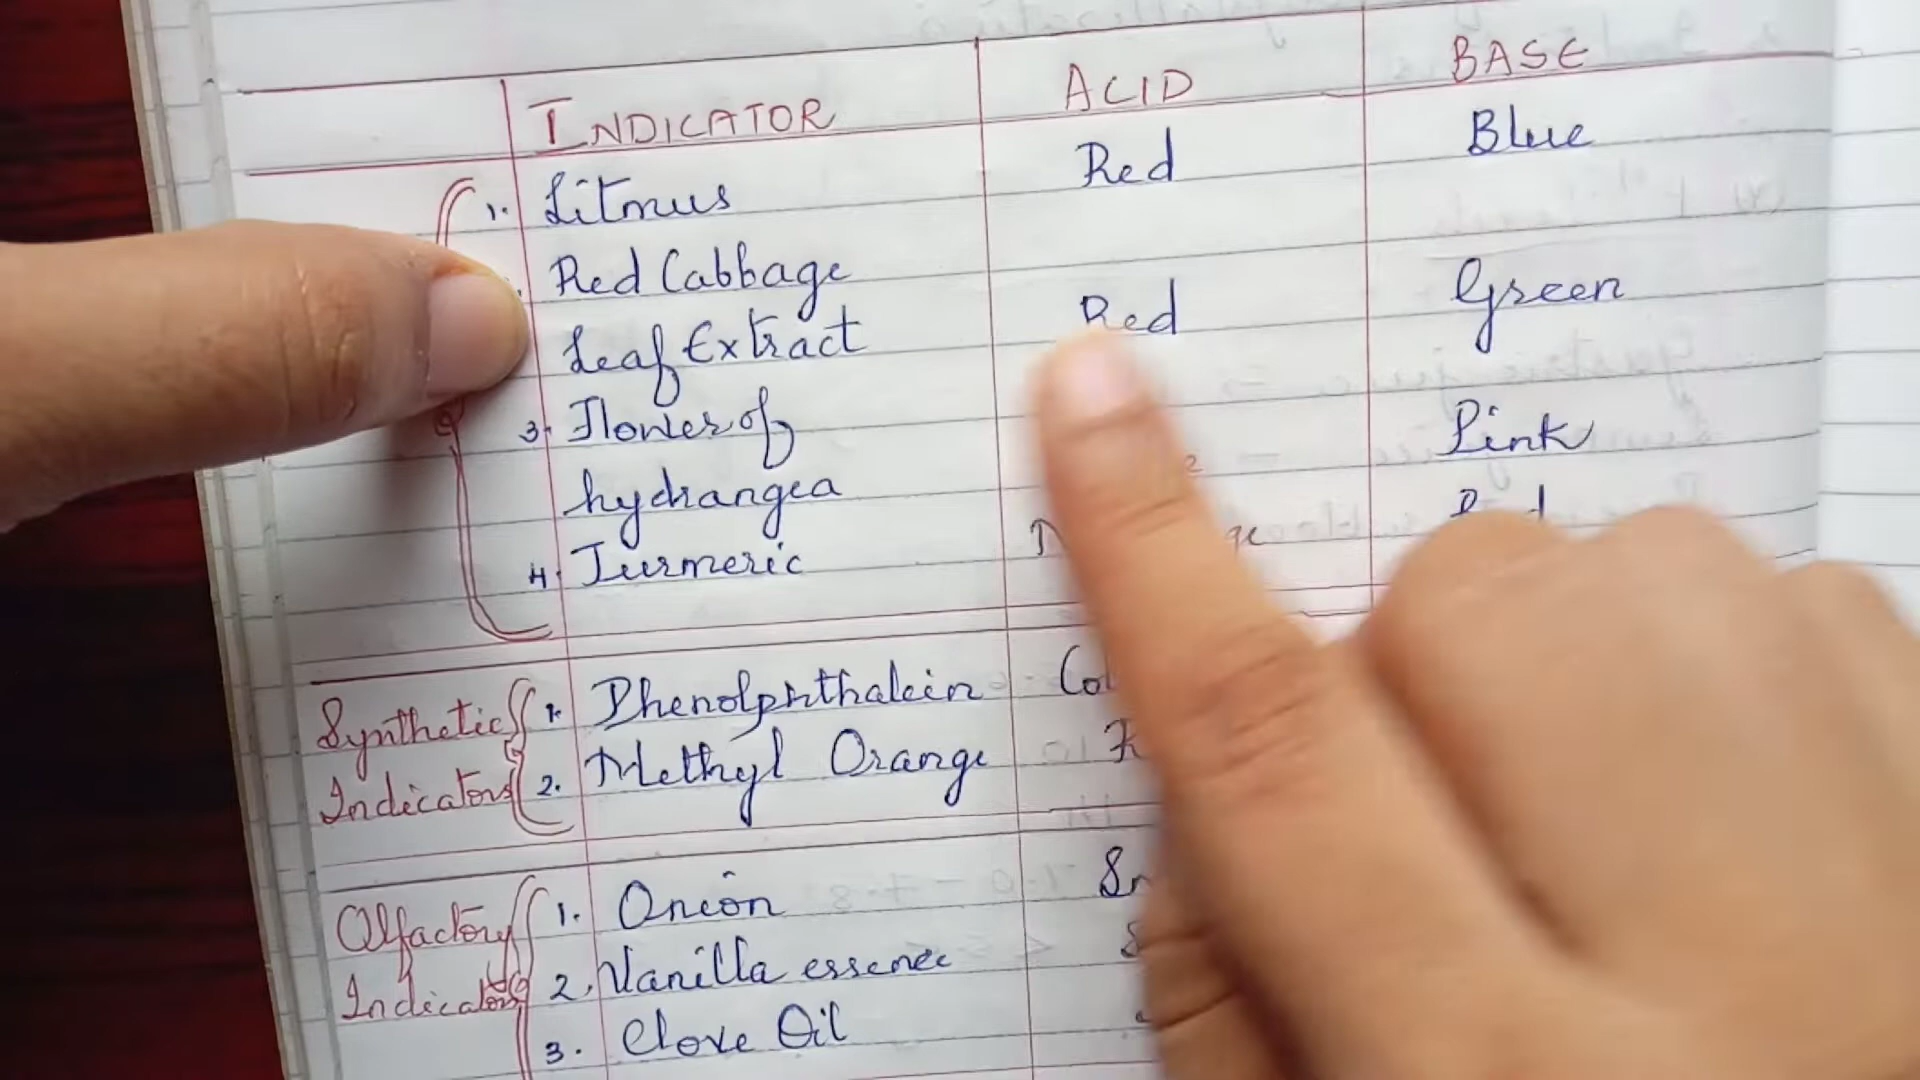 INDICATOR ACID BASE
1. Litmus Red Blue
Red Cabbage
Leaf Extract Red Green
3. Flower of
hydrangea Pink
4. Turmeric
Synthetic 1. Phenolphthalein
Indicators 2. Methyl Orange
Olfactory 1. Onion
Indicators 2. Vanilla essence
3. Clove Oil